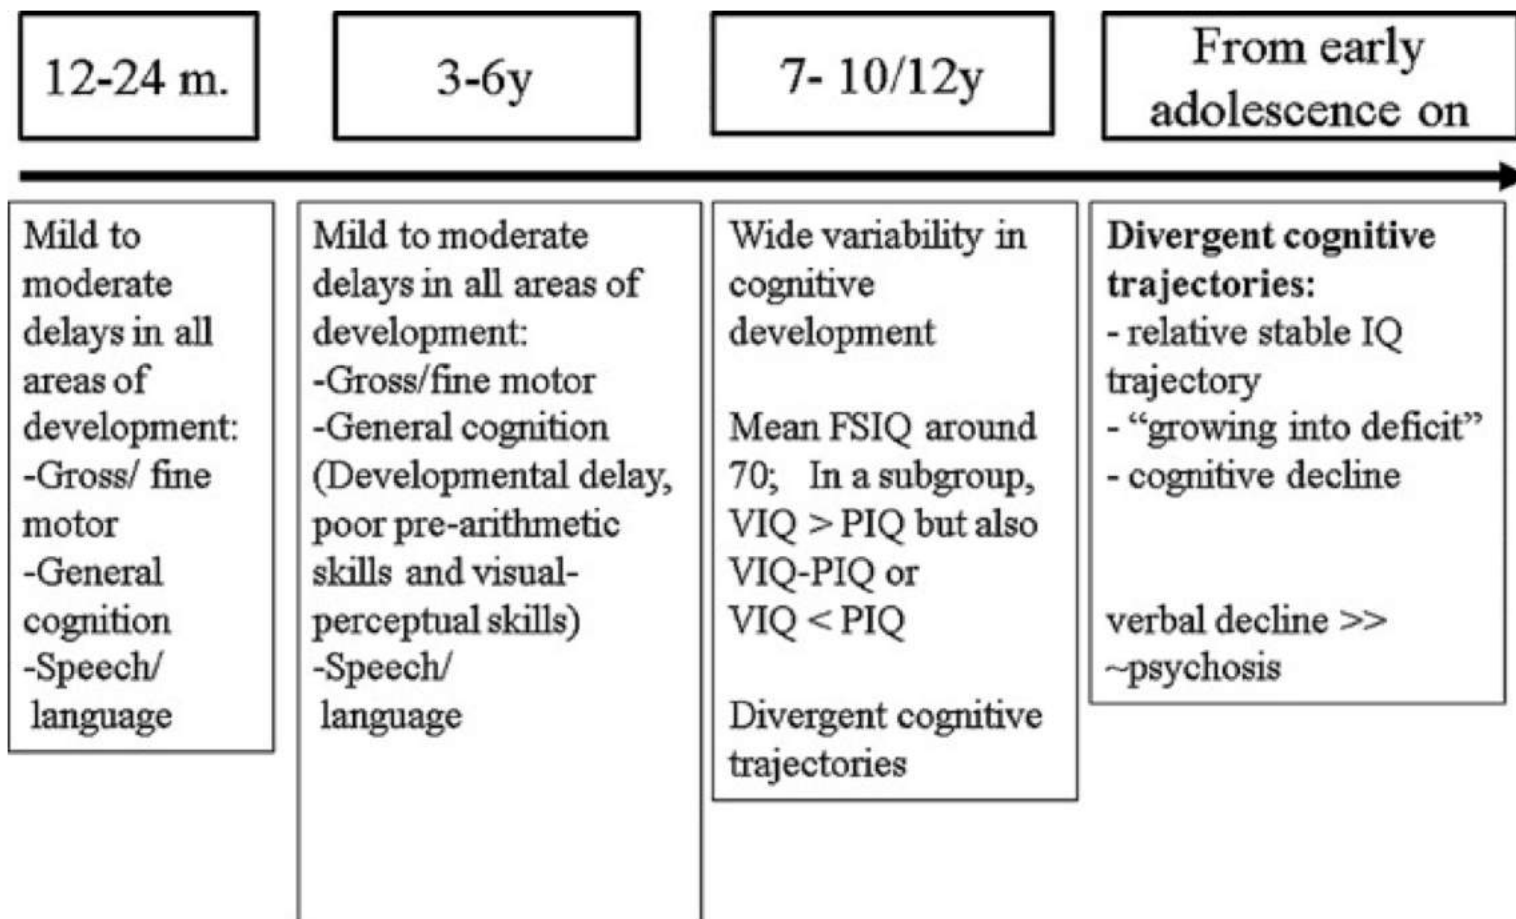 12-24 m.
3-6y
7- 10/12y
From early
adolescence on
Mild to
moderate
delays in all
areas of
development:
-Gross/ fine
motor
-General
cognition
-Speech/
language
Mild to moderate
delays in all areas of
development:
-Gross/fine motor
-General cognition
(Developmental delay,
poor pre-arithmetic
skills and visual-
perceptual skills)
-Speech/
language
Wide variability in
cognitive
development
Mean FSIQ around
70;   In a subgroup,
VIQ > PIQ but also
VIQ-PIQ or
VIQ < PIQ
Divergent cognitive
trajectories
Divergent cognitive
trajectories:
- relative stable IQ
trajectory
- “growing into deficit”
- cognitive decline
verbal decline >>
~psychosis